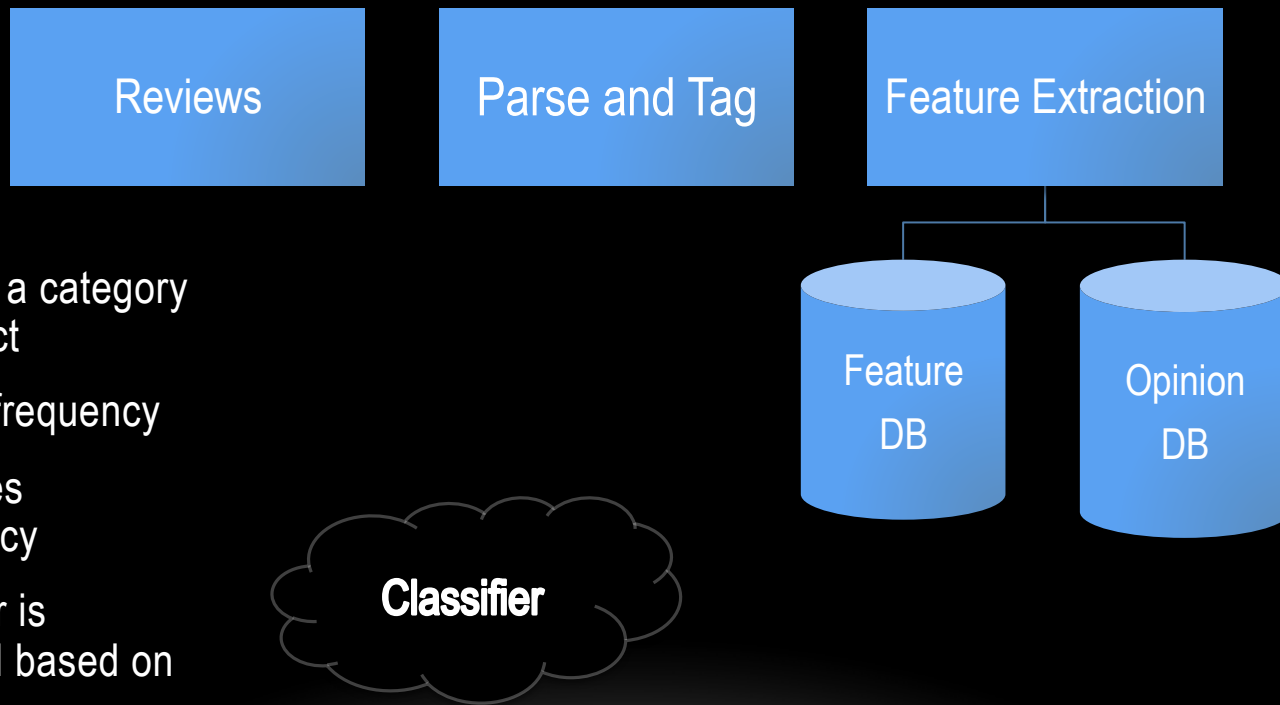 Reviews
Parse and Tag
Feature Extraction
a category
ct
frequency
es
cy
r is
based on
Feature
DB
Opinion
DB
Classifier